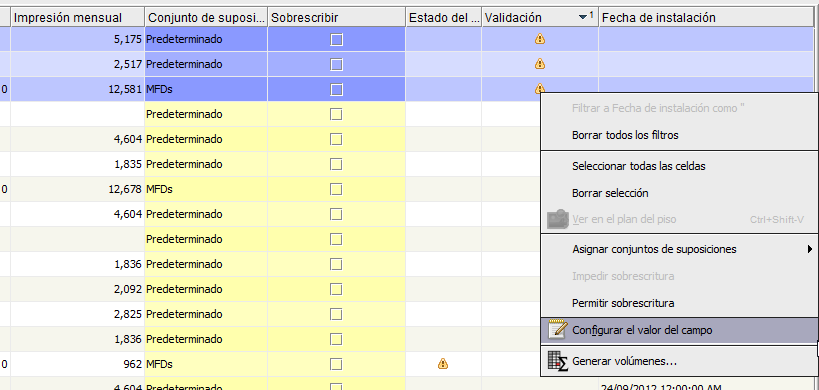 Impresión mensual Conjunto de suposi... Sobrescribir Estado del ... Validación 1 Fecha de instalación
5,175 Predeterminado
2,517 Predeterminado
0 12,581 MFDs
Predeterminado
4,604 Predeterminado
1,835 Predeterminado
0 12,678 MFDs
4,604 Predeterminado
Predeterminado
1,836 Predeterminado
2,092 Predeterminado
2,825 Predeterminado
1,836 Predeterminado
0 962 MFDs
4,604 Predeterminado 24/09/2012 12:00:00 AM
Filtrar a Fecha de instalación como ''
Borrar todos los filtros
Seleccionar todas las celdas
Borrar selección
Ver en el plan del piso Ctrl+Shift-V
Asignar conjuntos de suposiciones
Impedir sobrescritura
Permitir sobrescritura
Configurar el valor del campo
Generar volúmenes...